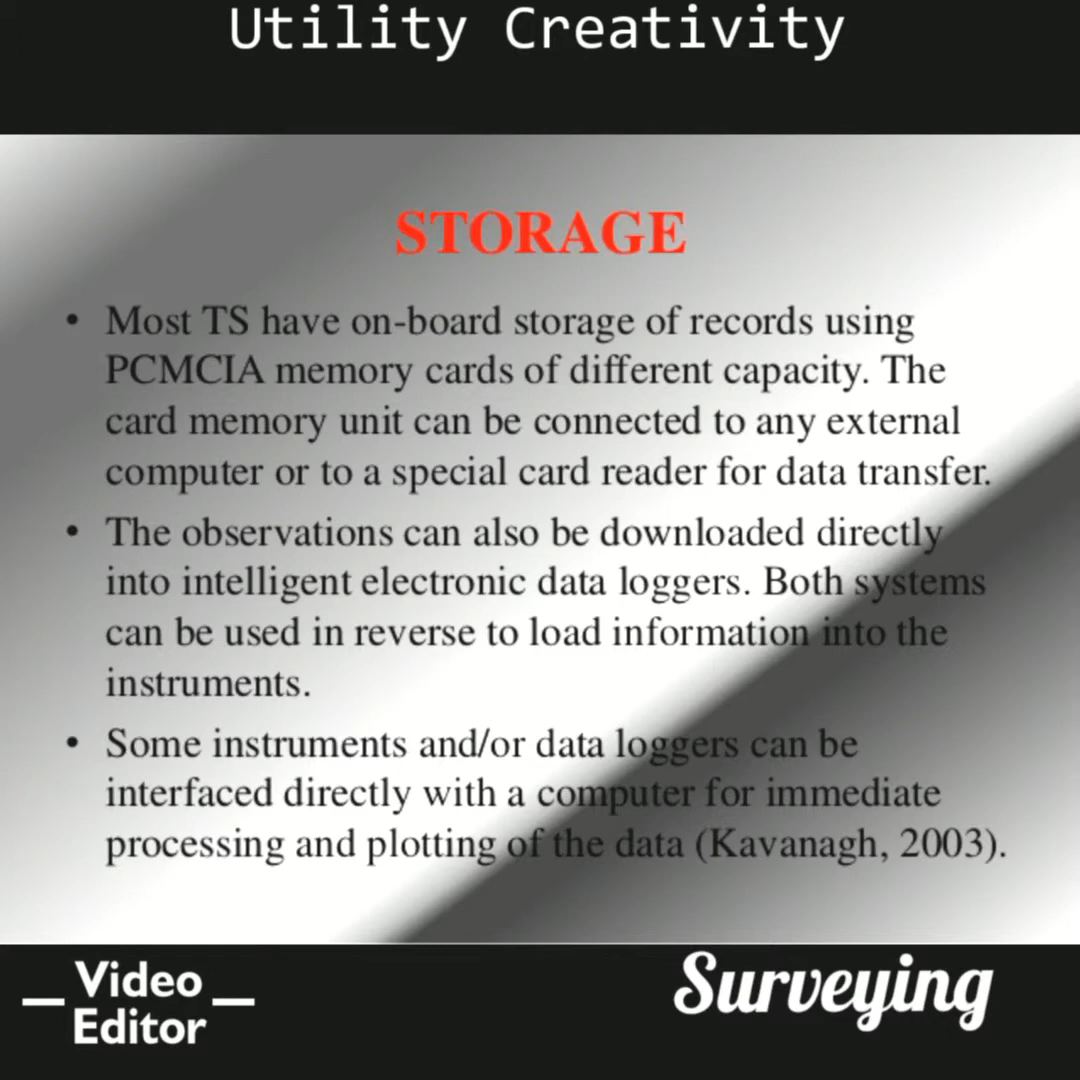 Utility Creativity
STORAGE
• Most TS have on-board storage of records using
PCMCIA memory cards of different capacity. The
card memory unit can be connected to any external
computer or to a special card reader for data transfer.
• The observations can also be downloaded directly
into intelligent electronic data loggers. Both systems
can be used in reverse to load information into the
instruments.
• Some instruments and/or data loggers can be
interfaced directly with a computer for immediate
processing and plotting of the data (Kavanagh, 2003).
Video
Editor
Surveying